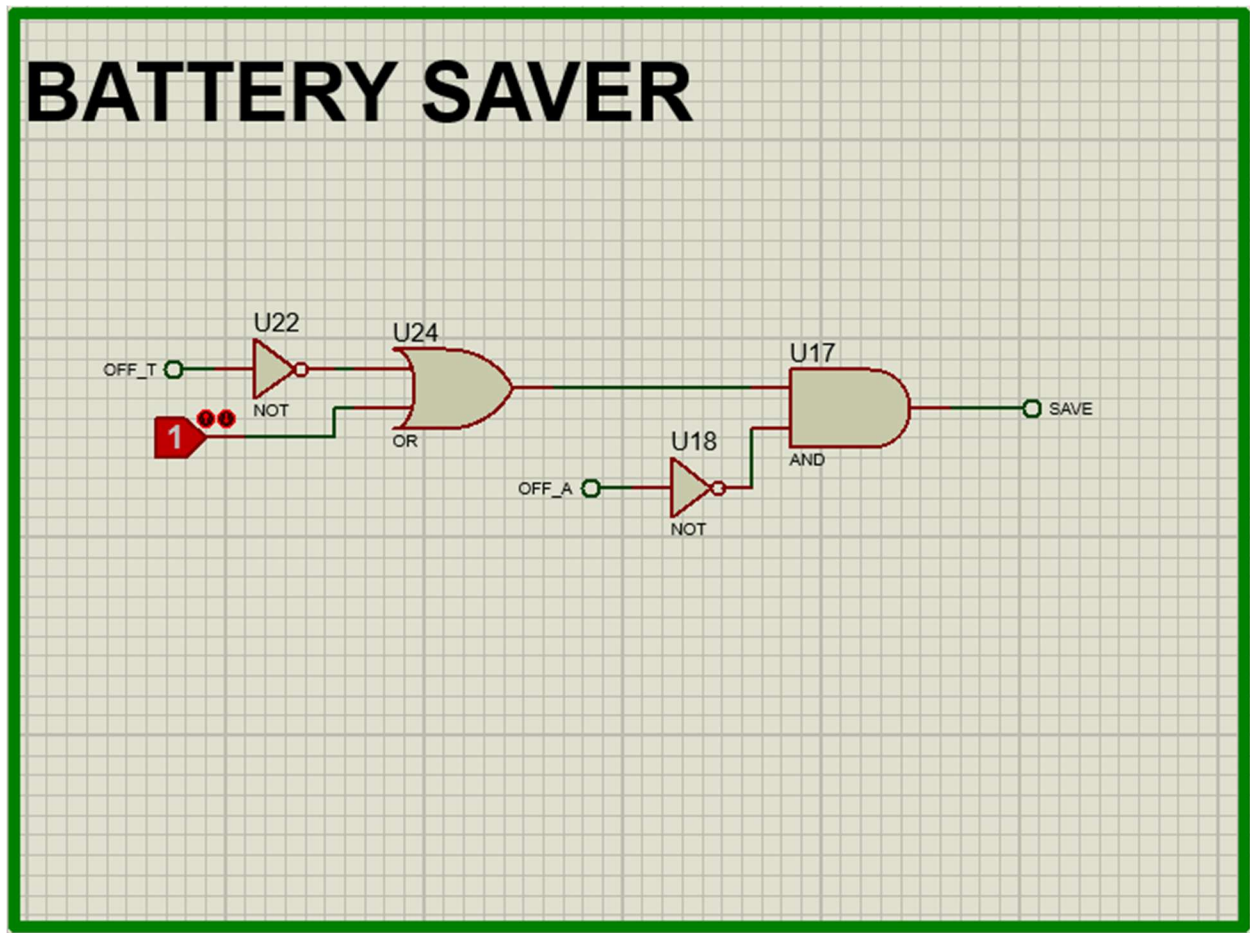 BATTERY SAVER
U22
U24
OFF_T
NOT
1
OR
U17
SAVE
AND
U18
OFF_A
NOT